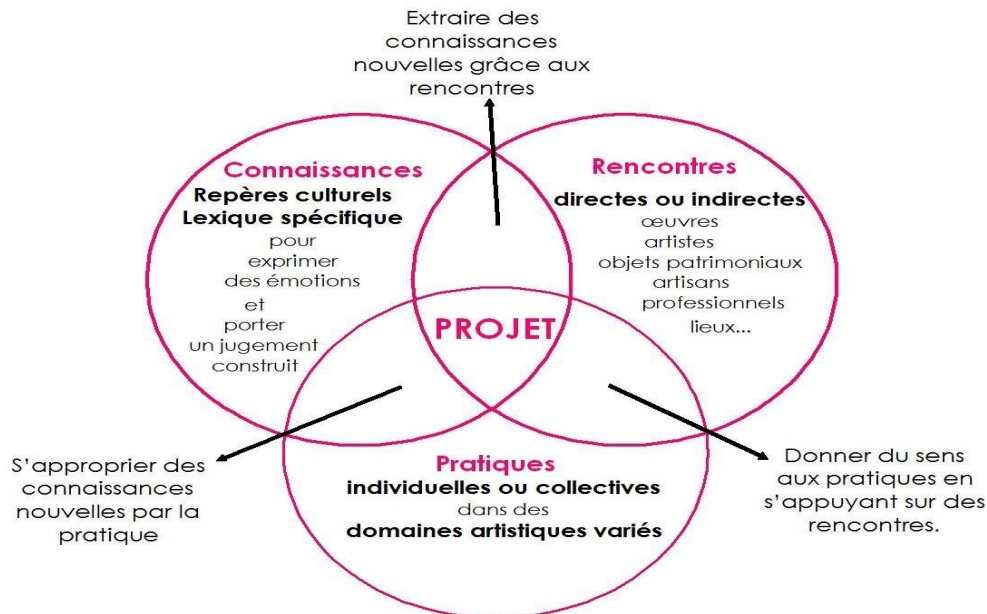 Extraire des
connaissances
nouvelles grâce aux
rencontres
Connaissances
Repères culturels
Lexique spécifique
pour
exprimer
des émotions
et
porter
un jugement
construit
Rencontres
directes ou indirectes
œuvres
artistes
objets patrimoniaux
artisans
professionnels
lieux...
PROJET
S'approprier des
connaissances
nouvelles par la
pratique
Pratiques
individuelles ou collectives
dans des
domaines artistiques variés
Donner du sens
aux pratiques en
s'appuyant sur des
rencontres.